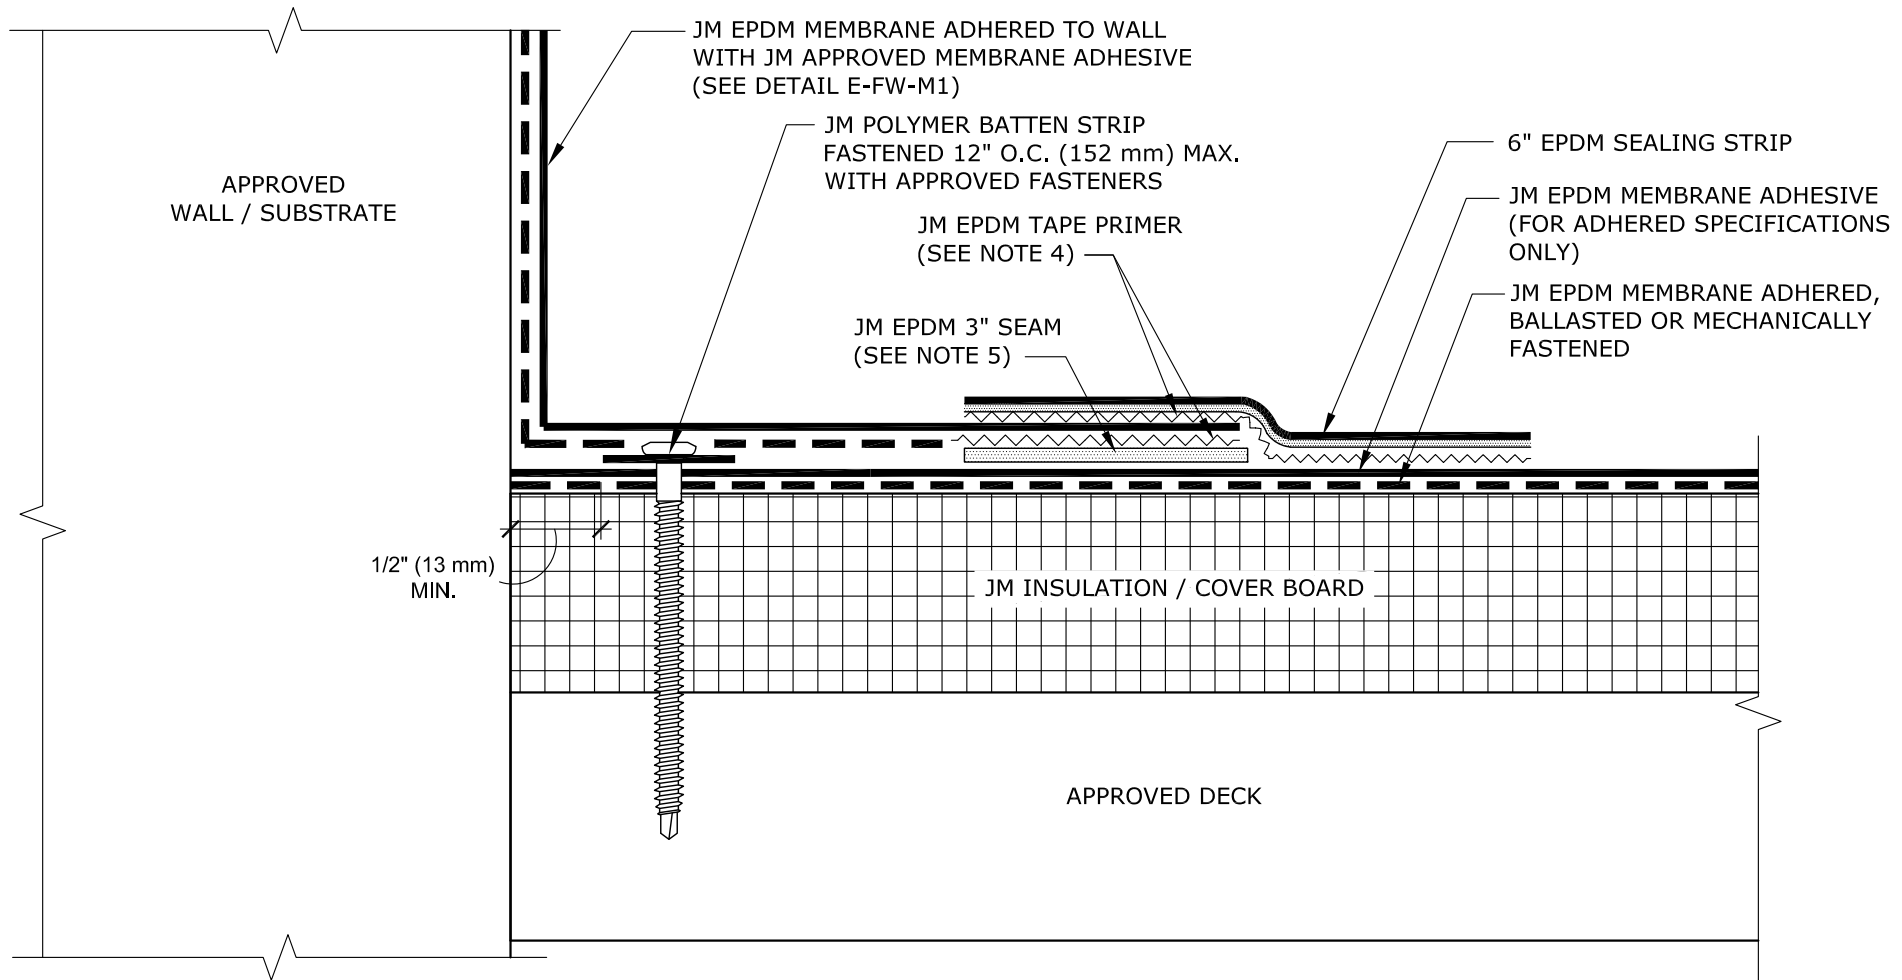 JM EPDM MEMBRANE ADHERED TO WALL
WITH JM APPROVED MEMBRANE ADHESIVE
(SEE DETAIL E-FW-M1)
JM POLYMER BATTEN STRIP
FASTENED 12" O.C. (152 mm) MAX.
WITH APPROVED FASTENERS
6" EPDM SEALING STRIP
APPROVED
WALL / SUBSTRATE
JM EPDM MEMBRANE ADHESIVE
(FOR ADHERED SPECIFICATIONS
ONLY)
JM EPDM TAPE PRIMER
(SEE NOTE 4)
JM EPDM MEMBRANE ADHERED,
BALLASTED OR MECHANICALLY
FASTENED
JM EPDM 3" SEAM
(SEE NOTE 5)
1/2" (13 mm)
MIN.
JM INSULATION / COVER BOARD
APPROVED DECK